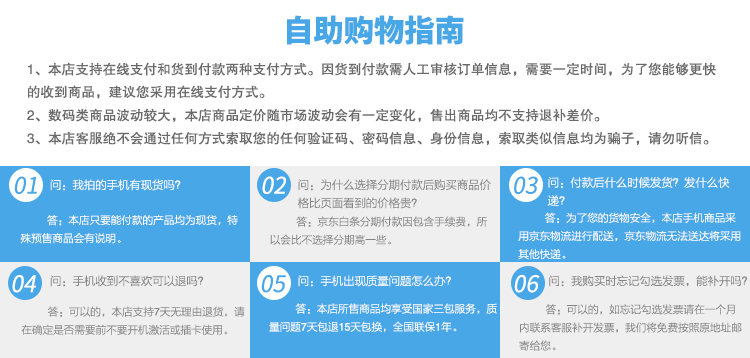 自助购物指南
1、本店支持在线支付和货到付款两种支付方式。因货到付款需人工审核订单信息，需要一定时间，为了您能够更快
的收到商品，建议您采用在线支付方式。
2、数码类商品波动较大，本店商品定价随市场波动会有一定变化，售出商品均不支持退补差价。
3、本店客服绝不会通过任何方式索取您的任何验证码、密码信息、身份信息，索取类似信息均为骗子，请勿听信。
01 问：我拍的手机有现货吗?
答：本店只要能付款的产品均为现货，特
殊预售商品会有说明。
02 问：为什么选择分期付款后购买商品价
格比页面看到的价格贵?
答：京东白条分期付款因包含手续费，所
以会比不选择分期高一些。
03 问：付款后什么时候发货？发什么快
递?
答：为了您的货物安全，本店手机商品采
用京东物流进行配送，京东物流无法送达将采用
其他快递。
04 问：手机收到不喜欢可以退吗?
答：可以的，本店支持7天无理由退货，请
在确定是否需要前不要开机激活或插卡使用。
05 问：手机出现质量问题怎么办?
答：本店所售商品均享受国家三包服务，质
量问题7天包退15天包换，全国联保1年。
06 问：我购买时忘记勾选发票，能补开吗?
答：可以的，如忘记勾选发票请在一个月
内联系客服补开发票，我们将免费按照原地址邮
寄给您。